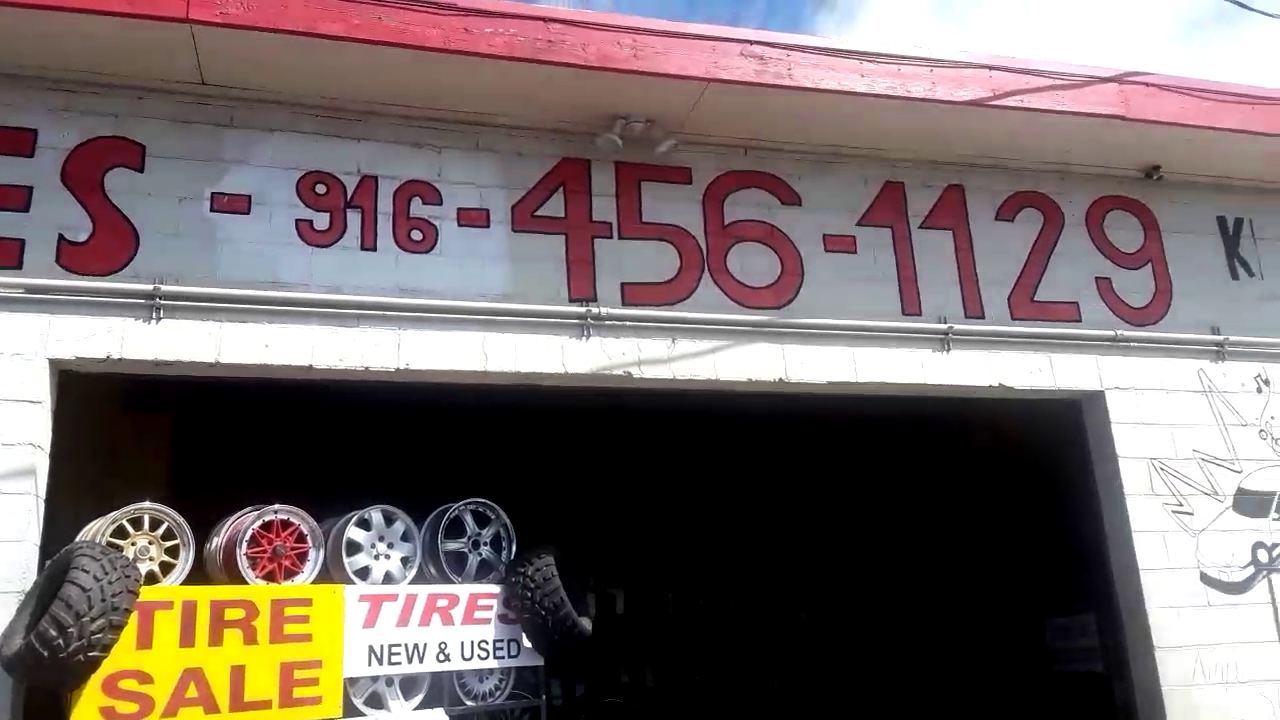 ES - 916-456-1129 K
TIRE
SALE
TIRES
NEW & USED